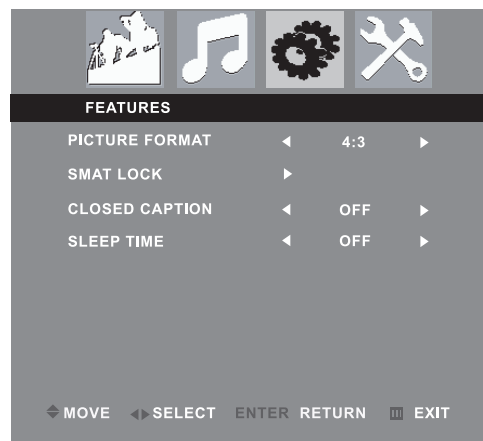 FEATURES
PICTURE FORMAT 4:3
SMAT LOCK
CLOSED CAPTION OFF
SLEEP TIME OFF
MOVE SELECT ENTER RETURN EXIT